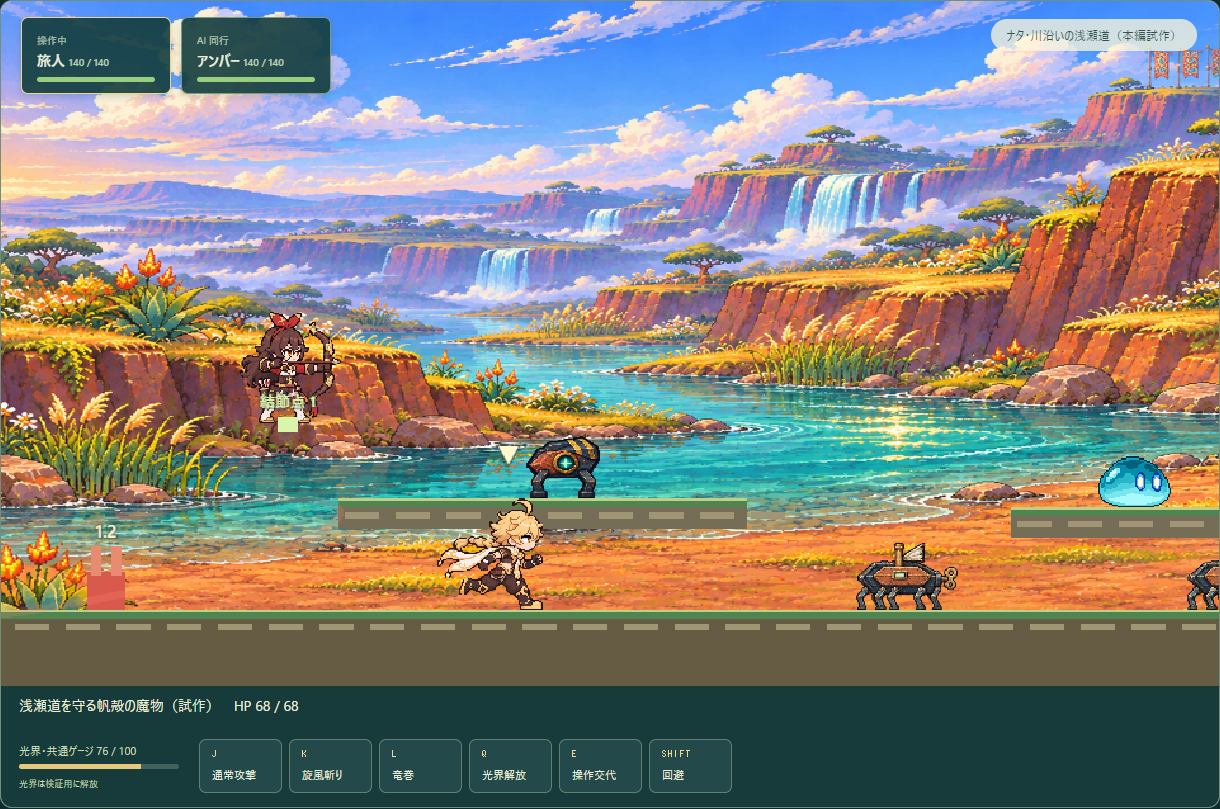 操作中
旅人 140 / 140
AI 同行
アンバー 140 / 140
ナタ・川沿いの浅瀬道（本編試作）
結節点 1
1.2
浅瀬道を守る帆殻の魔物（試作） HP 68 / 68
光界・共通ゲージ 76 / 100
光界は検証用に解放
J
通常攻撃
K
旋風斬り
L
竜巻
Q
光界解放
E
操作交代
SHIFT
回避